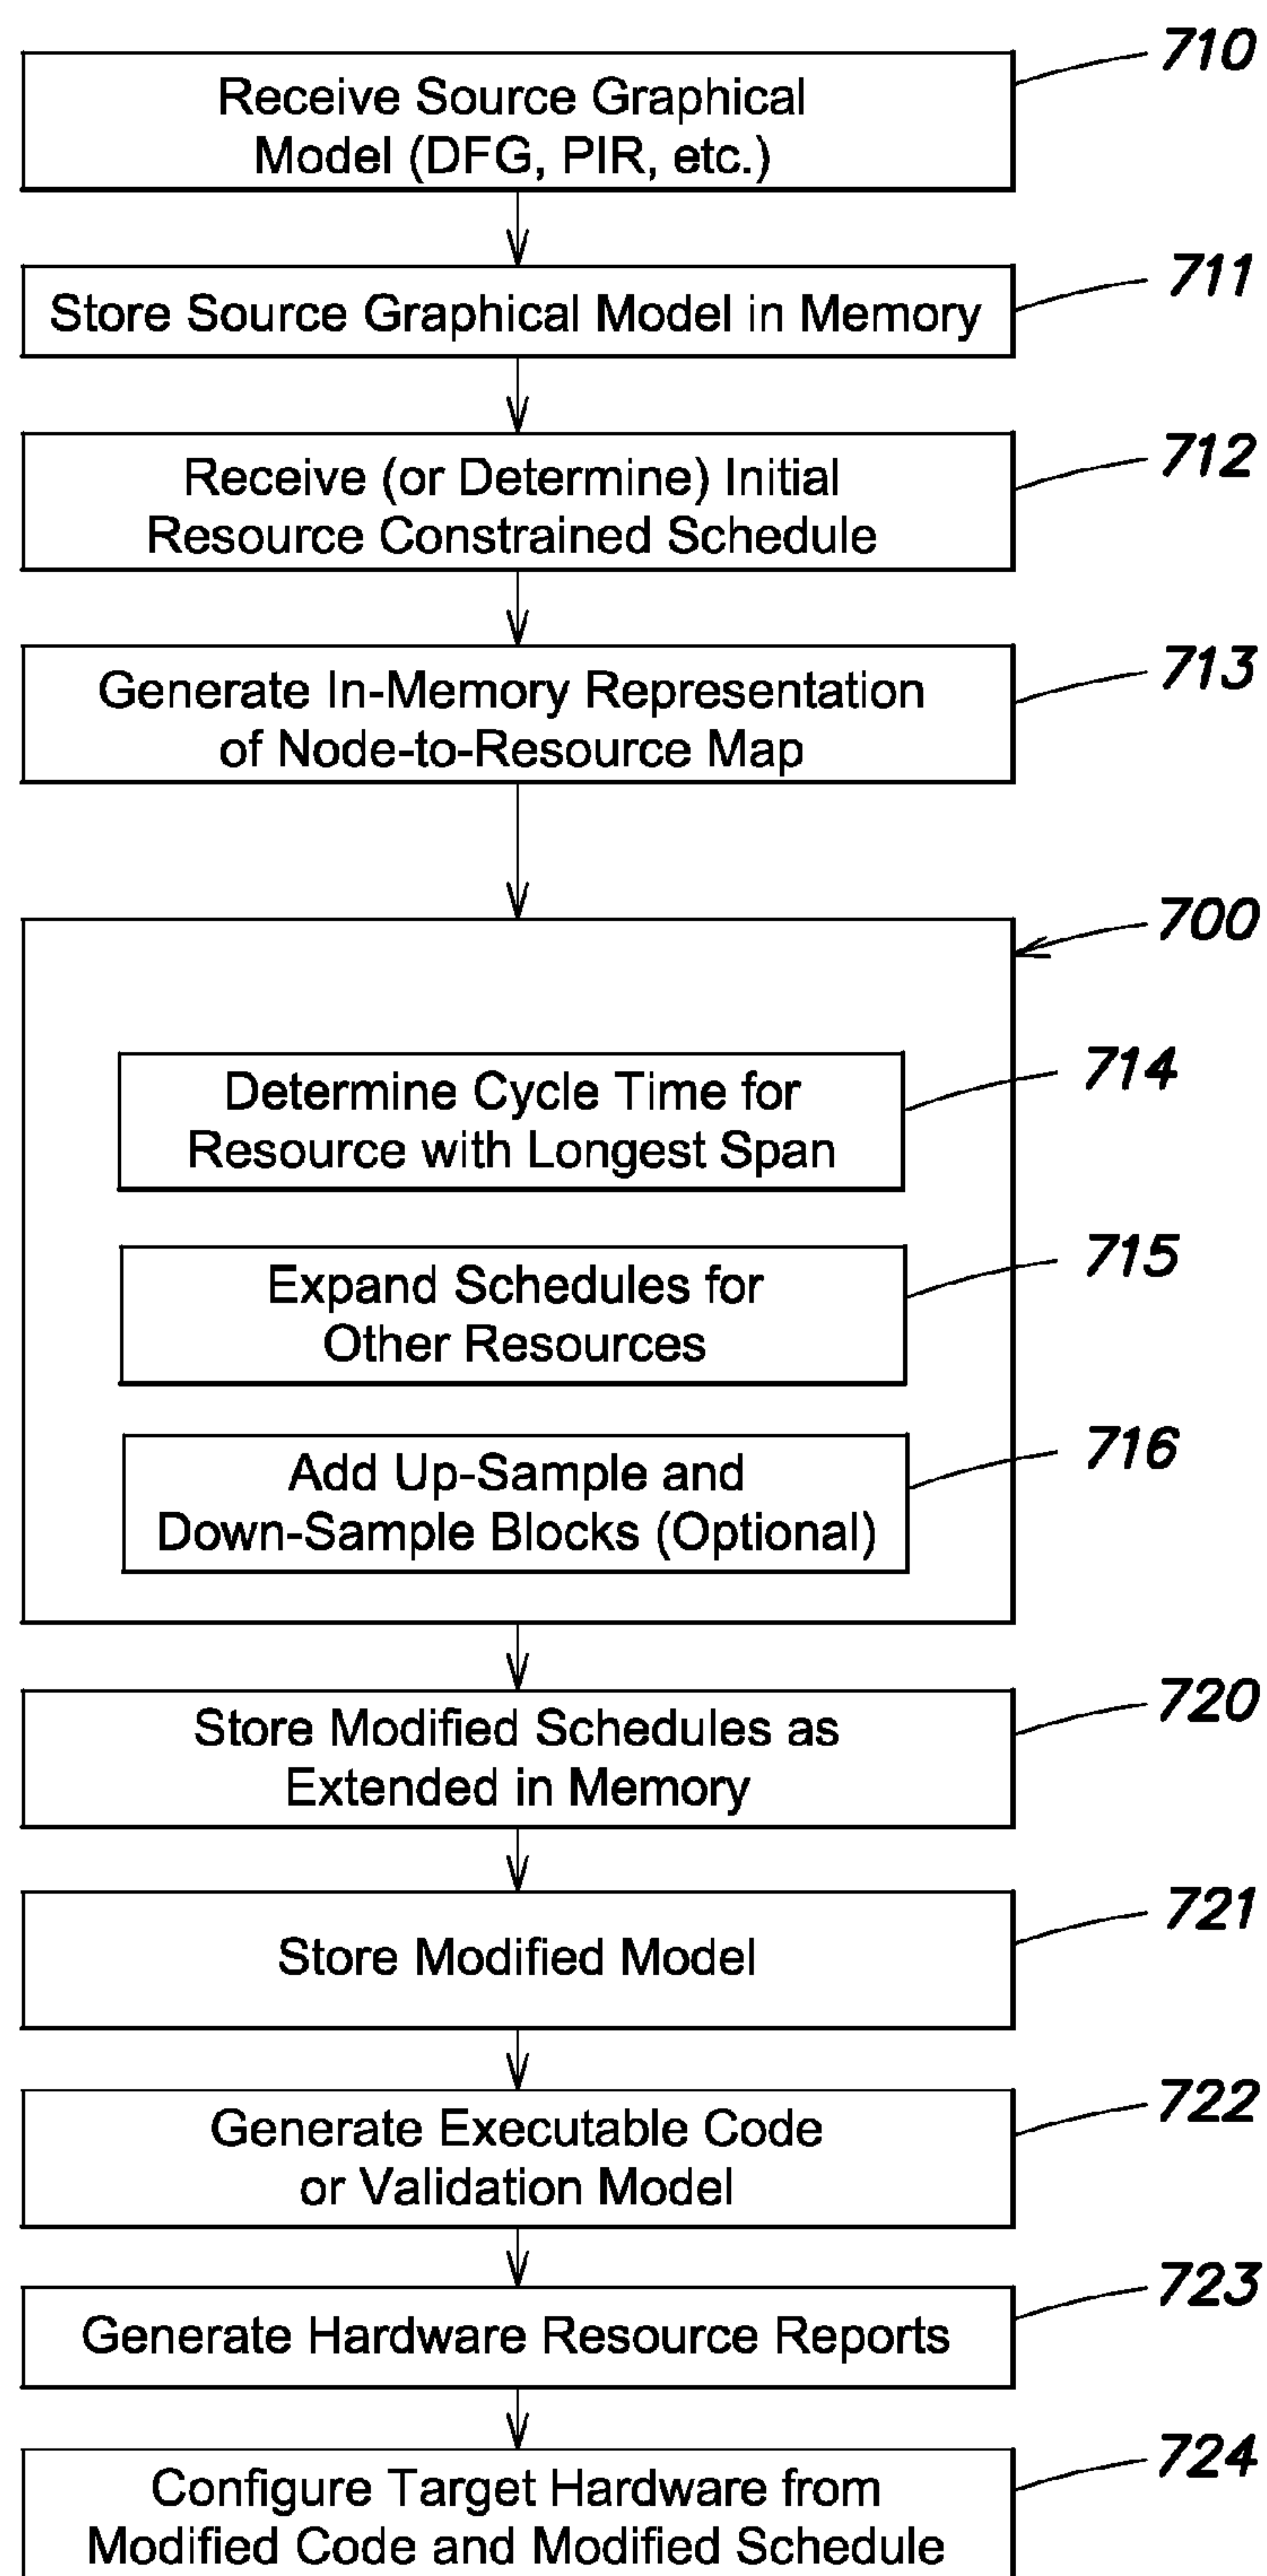 710
Receive Source Graphical
Model (DFG, PIR, etc.)
711
Store Source Graphical Model in Memory
712
Receive (or Determine) Initial
Resource Constrained Schedule
713
Generate In-Memory Representation
of Node-to-Resource Map
700
714
Determine Cycle Time for
Resource with Longest Span
715
Expand Schedules for
Other Resources
716
Add Up-Sample and
Down-Sample Blocks (Optional)
720
Store Modified Schedules as
Extended in Memory
721
Store Modified Model
722
Generate Executable Code
or Validation Model
723
Generate Hardware Resource Reports
724
Configure Target Hardware from
Modified Code and Modified Schedule